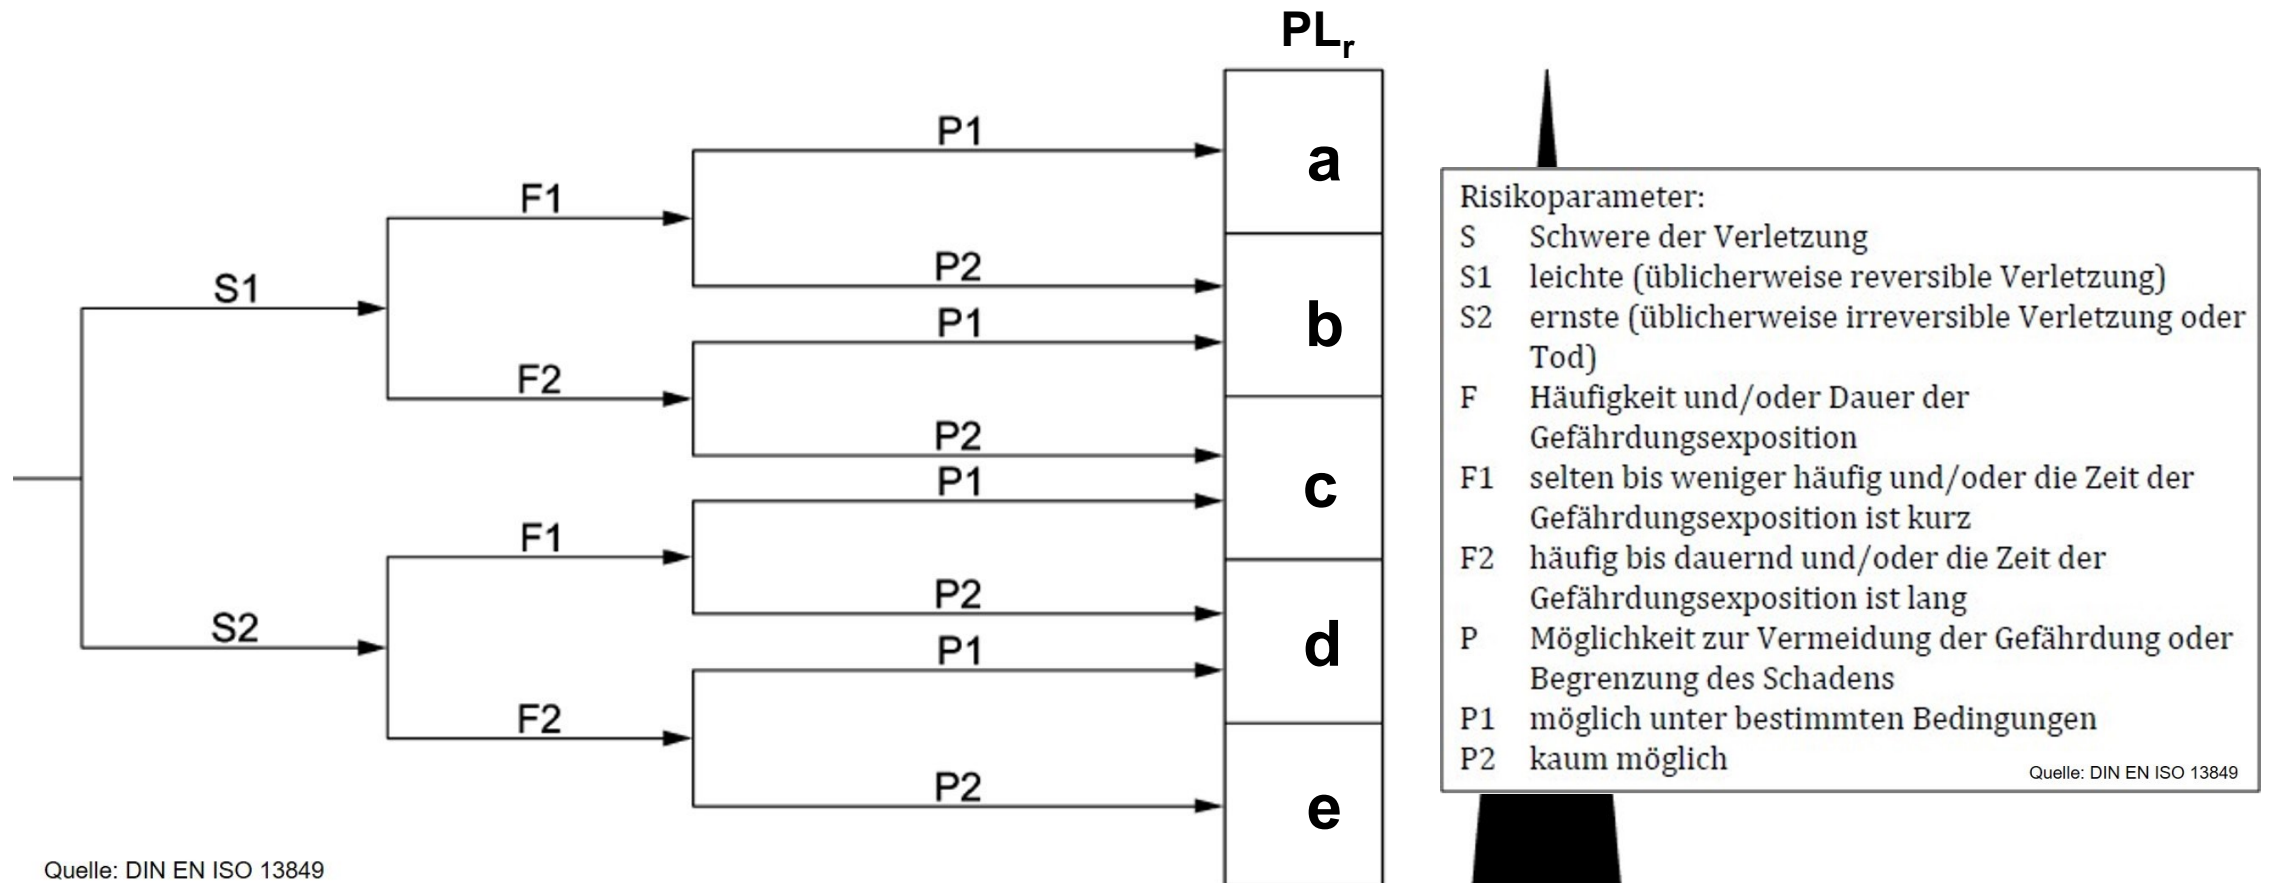 PLr
P1
a
F1
P2
S1
b
P1
F2
P2
c
P1
F1
P2
S2
d
P1
F2
P2
e
Quelle: DIN EN ISO 13849
Risikoparameter:
S Schwere der Verletzung
S1 leichte (üblicherweise reversible Verletzung)
S2 ernste (üblicherweise irreversible Verletzung oder
Tod)
F Häufigkeit und/oder Dauer der
Gefährdungsexposition
F1 selten bis weniger häufig und/oder die Zeit der
Gefährdungsexposition ist kurz
F2 häufig bis dauernd und/oder die Zeit der
Gefährdungsexposition ist lang
P Möglichkeit zur Vermeidung der Gefährdung oder
Begrenzung des Schadens
P1 möglich unter bestimmten Bedingungen
P2 kaum möglich
Quelle: DIN EN ISO 13849